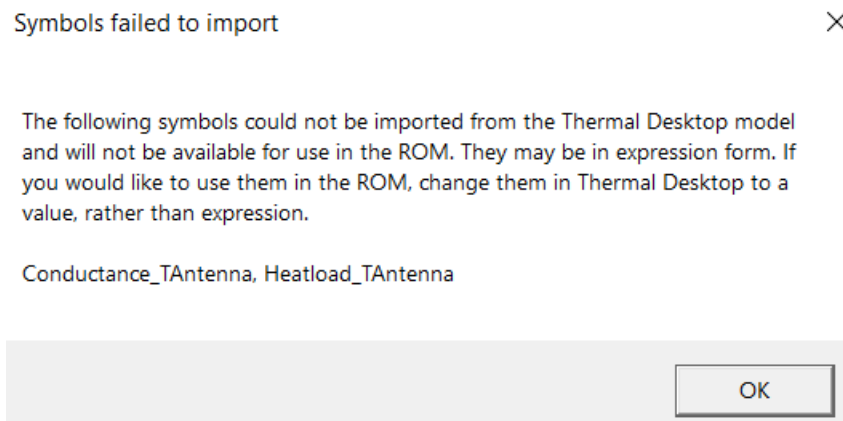 Symbols failed to import
The following symbols could not be imported from the Thermal Desktop model
and will not be available for use in the ROM. They may be in expression form. If
you would like to use them in the ROM, change them in Thermal Desktop to a
value, rather than expression.
Conductance_TAntenna, Heatload_TAntenna
OK